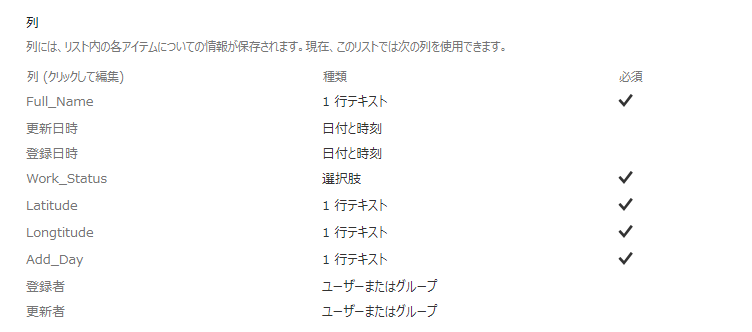 列
列には、リスト内の各アイテムについての情報が保存されます。現在、このリストでは次の列を使用できます。
列 (クリックして編集) 種類 必須
Full_Name 1 行テキスト
更新日時 日付と時刻
登録日時 日付と時刻
Work_Status 選択肢
Latitude 1 行テキスト
Longtitude 1 行テキスト
Add_Day 1 行テキスト
登録者 ユーザーまたはグループ
更新者 ユーザーまたはグループ